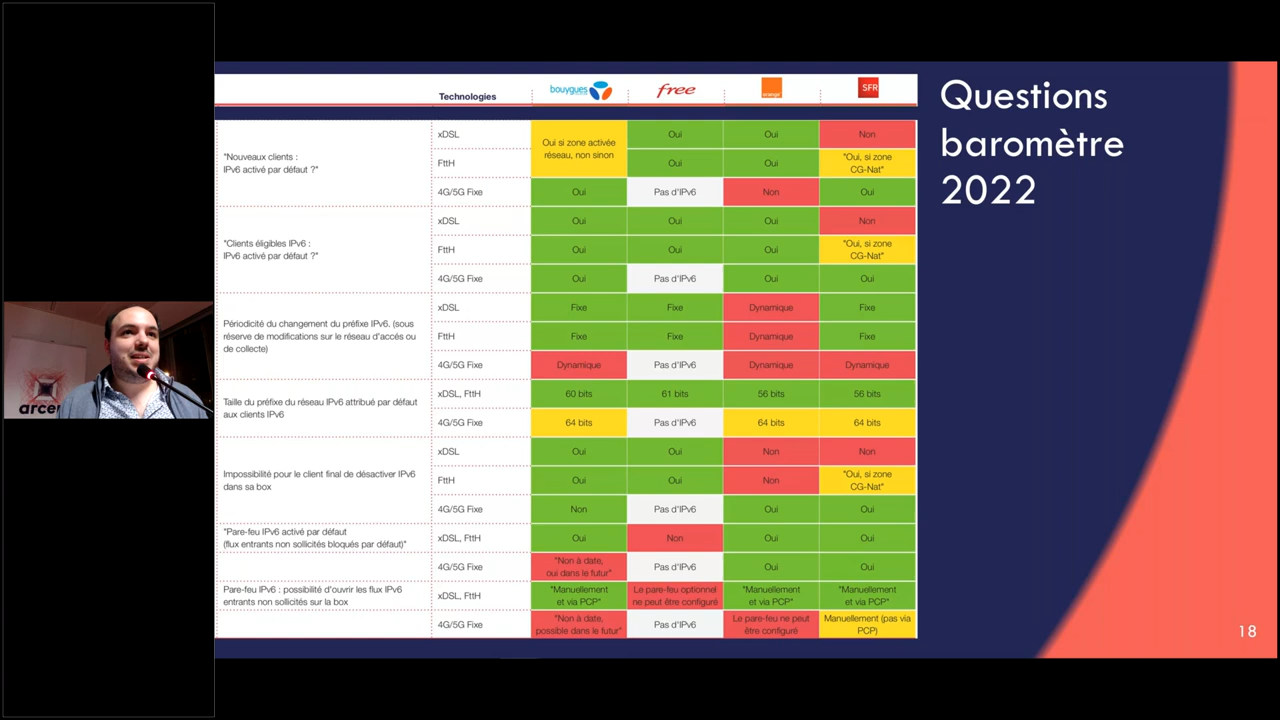 Technologies
bouygues
free
orange
SFR
Questions
baromètre
2022
"Nouveaux clients :
IPv6 activé par défaut ?"
xDSL
Oui si zone activée
réseau, non sinon
Oui
Oui
Non
FttH
Oui
Oui
"Oui, si zone
CG-Nat"
4G/5G Fixe
Oui
Pas d'IPv6
Non
Oui
"Clients éligibles IPv6 :
IPv6 activé par défaut ?"
xDSL
Oui
Oui
Oui
Non
FttH
Oui
Oui
Oui
"Oui, si zone
CG-Nat"
4G/5G Fixe
Oui
Pas d'IPv6
Oui
Oui
Périodicité du changement du préfixe IPv6. (sous
réserve de modifications sur le réseau d'accès ou
de collecte)
xDSL
Fixe
Fixe
Dynamique
Fixe
FttH
Fixe
Fixe
Dynamique
Fixe
4G/5G Fixe
Dynamique
Pas d'IPv6
Dynamique
Dynamique
Taille du préfixe du réseau IPv6 attribué par défaut
aux clients IPv6
xDSL, FttH
60 bits
61 bits
56 bits
56 bits
4G/5G Fixe
64 bits
Pas d'IPv6
64 bits
64 bits
Impossibilité pour le client final de désactiver IPv6
dans sa box
xDSL
Oui
Oui
Non
Non
FttH
Oui
Oui
Non
"Oui, si zone
CG-Nat"
4G/5G Fixe
Non
Pas d'IPv6
Oui
Oui
"Pare-feu IPv6 activé par défaut
(flux entrants non sollicités bloqués par défaut)"
xDSL, FttH
Oui
Non
Oui
Oui
4G/5G Fixe
"Non à date,
oui dans le futur"
Pas d'IPv6
Oui
Oui
Pare-feu IPv6 : possibilité d'ouvrir les flux IPv6
entrants non sollicités sur la box
xDSL, FttH
"Manuellement
et via PCP"
Le pare-feu optionnel
ne peut être configuré
"Manuellement
et via PCP"
"Manuellement
et via PCP"
4G/5G Fixe
"Non à date,
possible dans le futur"
Pas d'IPv6
Le pare-feu ne peut
être configuré
Manuellement (pas via
PCP)
18